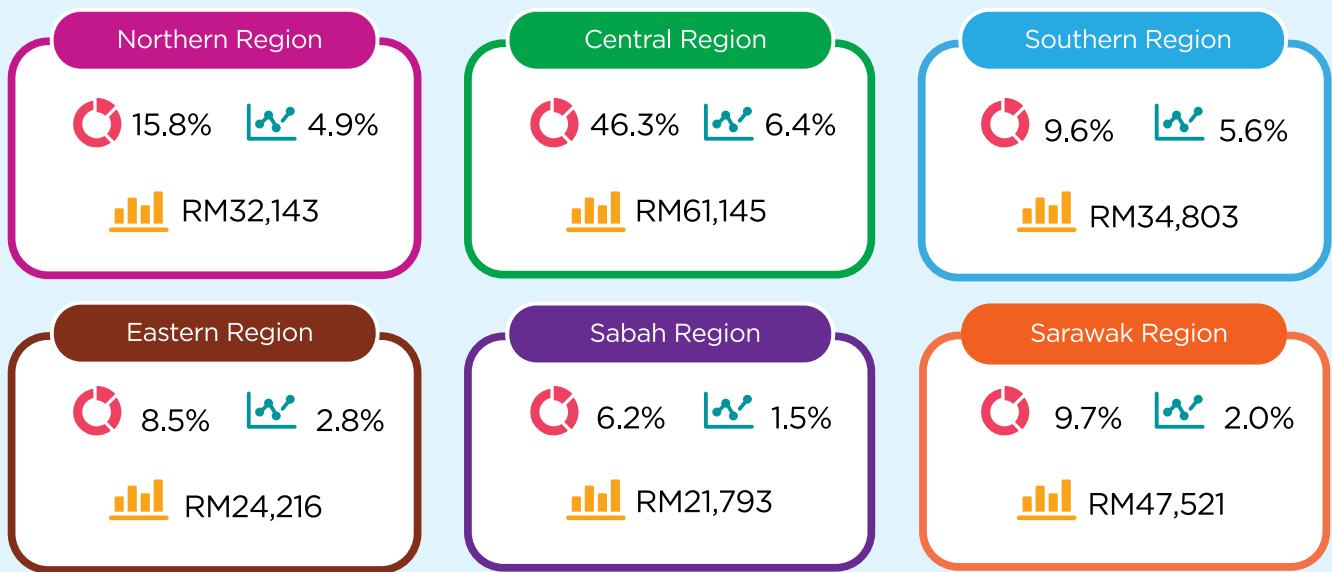 Northern Region
15.8% 4.9%
RM32,143
Central Region
46.3% 6.4%
RM61,145
Southern Region
9.6% 5.6%
RM34,803
Eastern Region
8.5% 2.8%
RM24,216
Sabah Region
6.2% 1.5%
RM21,793
Sarawak Region
9.7% 2.0%
RM47,521